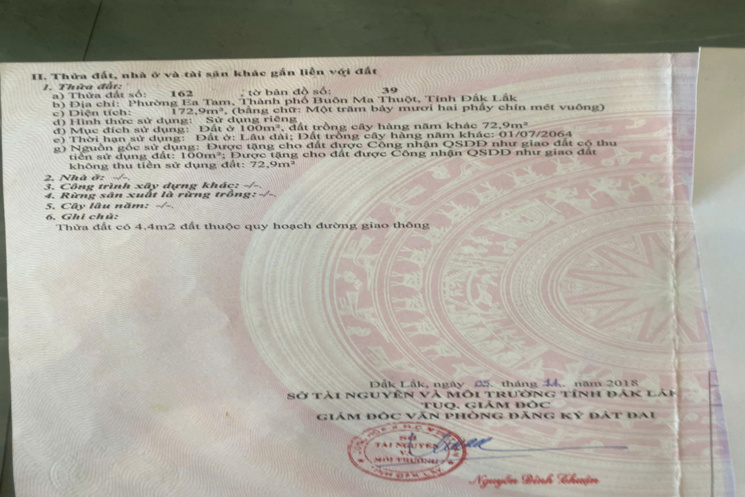 II. Thửa đất, nhà ở và tài sản khác gắn liền với đất
1. Thửa đất:
a) Thửa đất số: 162 , tờ bản đồ số: 39
b) Địa chỉ: Phường Ea Tam, Thành phố Buôn Ma Thuột, Tỉnh Đắk Lắk
c) Diện tích: 172,9m², (bằng chữ: Một trăm bảy mươi hai phẩy chín mét vuông)
d) Hình thức sử dụng: Sử dụng riêng
đ) Mục đích sử dụng: Đất ở 100m², đất trồng cây hàng năm khác 72,9m²
e) Thời hạn sử dụng: Đất ở: Lâu dài; Đất trồng cây hàng năm khác: 01/07/2064
g) Nguồn gốc sử dụng: Được tặng cho đất được Công nhận QSDĐ như giao đất có thu
tiền sử dụng đất: 100m²; Được tặng cho đất được Công nhận QSDĐ như giao đất
không thu tiền sử dụng đất: 72,9m²
2. Nhà ở: -/-.
3. Công trình xây dựng khác: -/-.
4. Rừng sản xuất là rừng trồng: -/-.
5. Cây lâu năm: -/-.
6. Ghi chú:
Thửa đất có 4.4m2 đất thuộc quy hoạch đường giao thông
Đắk Lắk, ngày 05 tháng 11 năm 2018
SỞ TÀI NGUYÊN VÀ MÔI TRƯỜNG TỈNH ĐẮK LẮK
TUQ. GIÁM ĐỐC
GIÁM ĐỐC VĂN PHÒNG ĐĂNG KÝ ĐẤT ĐAI
SỞ
TÀI NGUYÊN
VÀ
MÔI TRƯỜNG
Nguyễn Đình Thuận